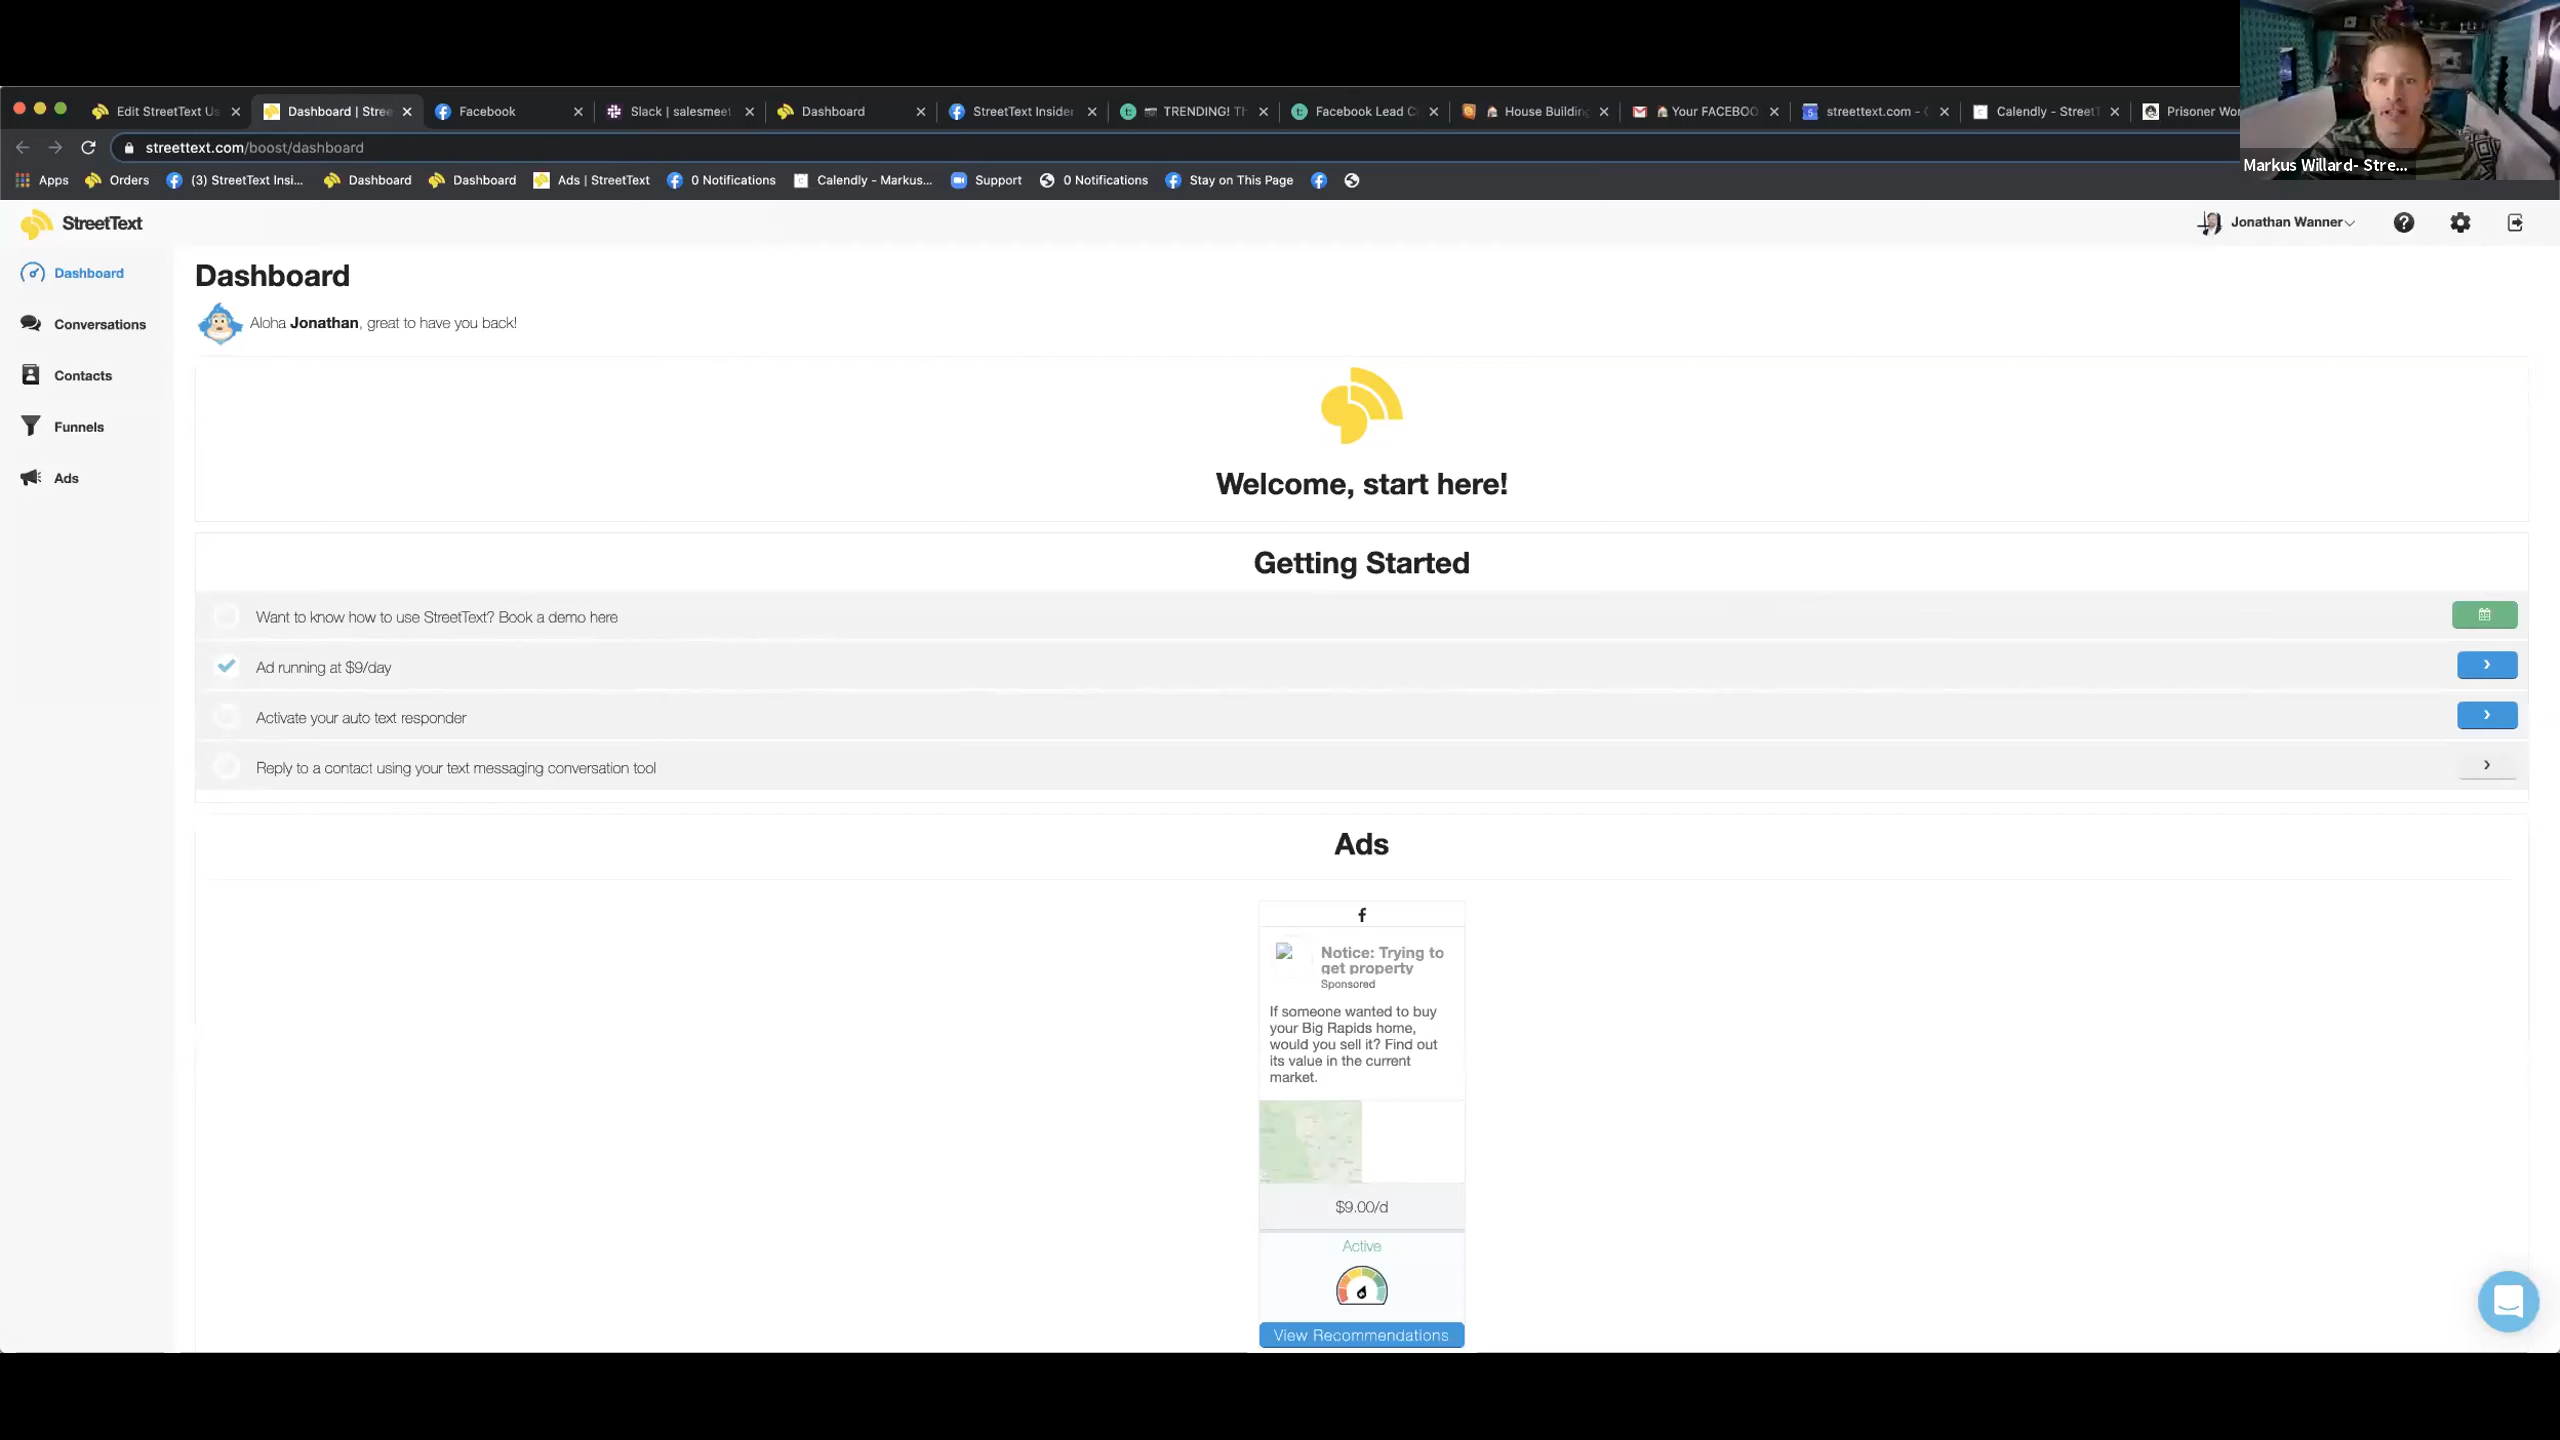 Edit StreetText Us
Dashboard | Stree
Facebook
Slack | salesmeet
Dashboard
StreetText Insider
TRENDING! Th
Facebook Lead C
House Building
Your FACEBOO
streettext.com - C
Calendly - StreetT
Prisoner Wor
streettext.com/boost/dashboard
Apps
Orders
(3) StreetText Insi...
Dashboard
Dashboard
Ads | StreetText
0 Notifications
Calendly - Markus...
Support
0 Notifications
Stay on This Page
Markus Willard- Stre...
StreetText
Jonathan Wanner
Dashboard
Conversations
Contacts
Funnels
Ads
Dashboard
Aloha Jonathan, great to have you back!
Welcome, start here!
Getting Started
Want to know how to use StreetText? Book a demo here
Ad running at $9/day
Activate your auto text responder
Reply to a contact using your text messaging conversation tool
Ads
Notice: Trying to
get property
Sponsored
If someone wanted to buy
your Big Rapids home,
would you sell it? Find out
its value in the current
market.
$9.00/d
Active
View Recommendations